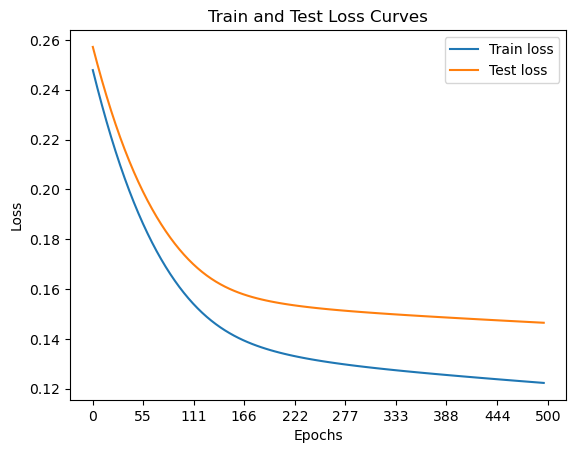 Train and Test Loss Curves
Train loss
Test loss
0.26
0.24
0.22
0.20
0.18
0.16
0.14
0.12
Loss
0 55 111 166 222 277 333 388 444 500
Epochs